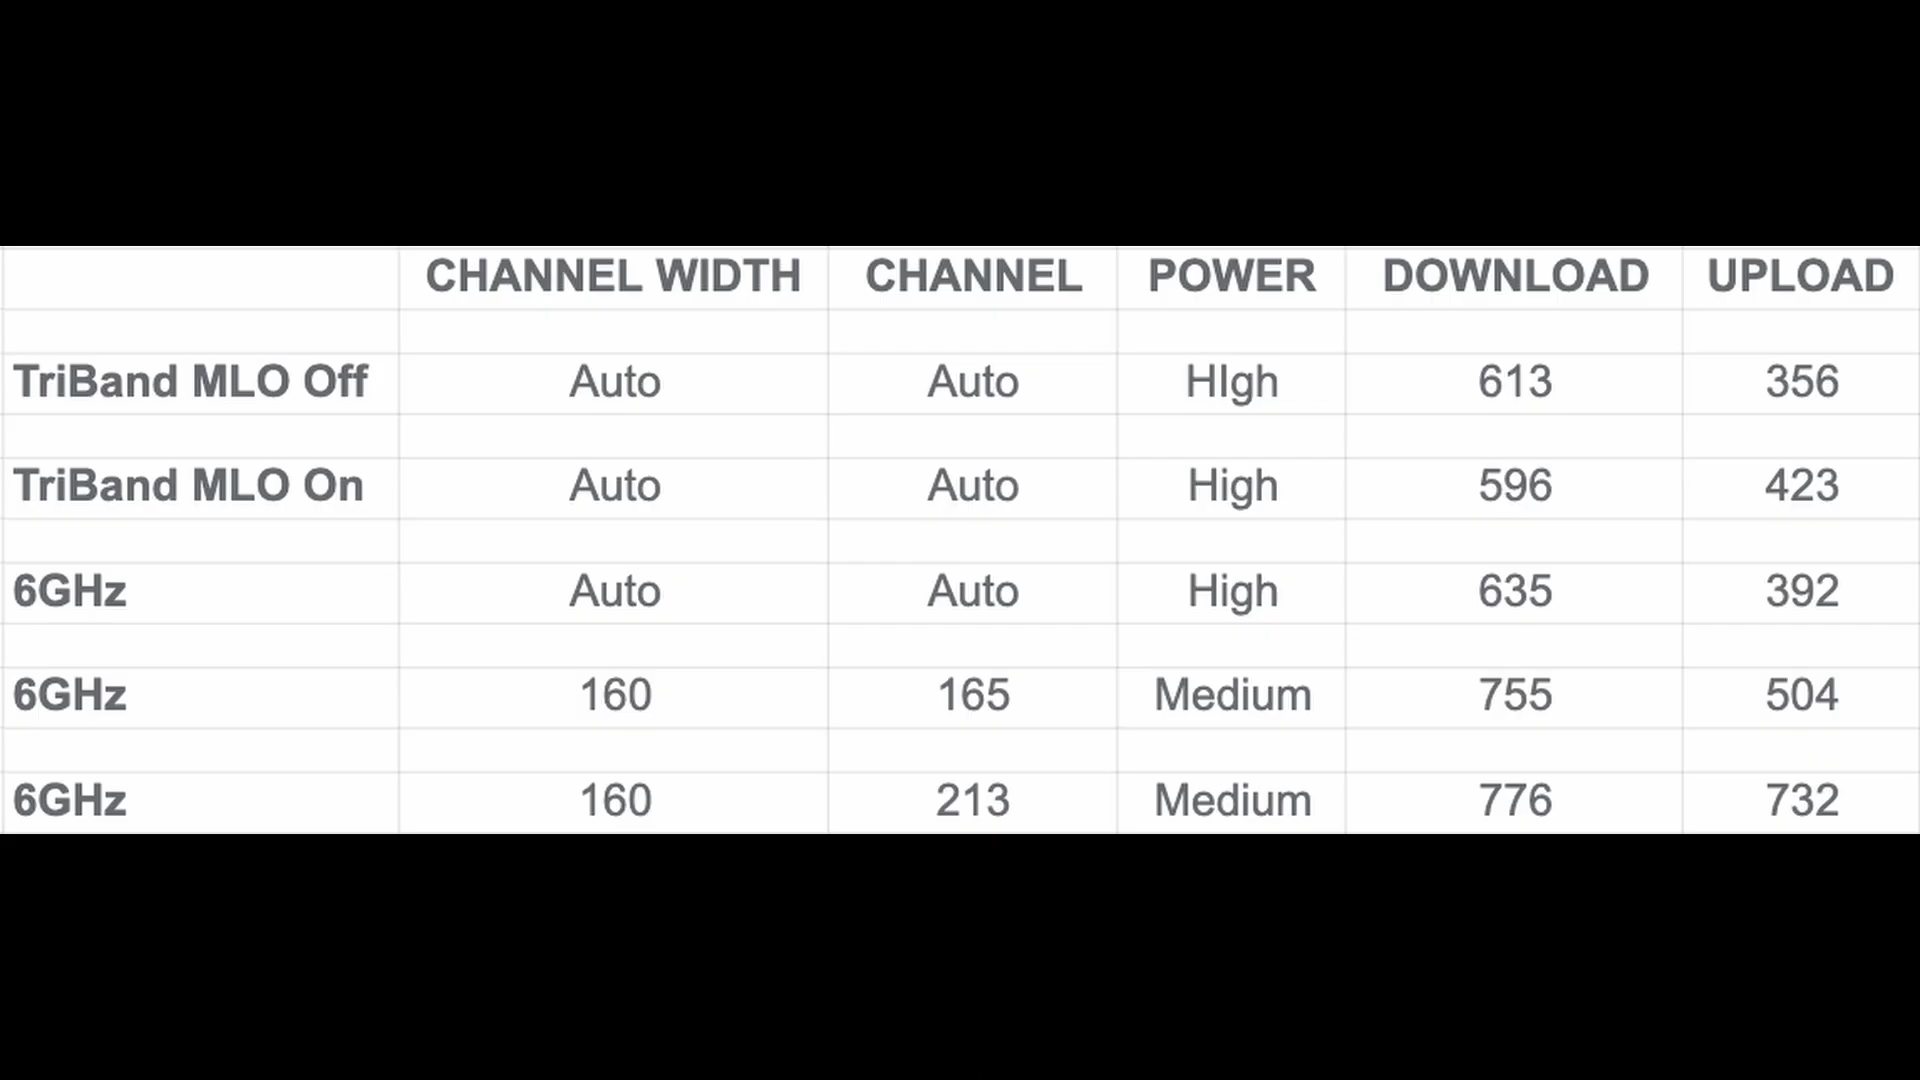 CHANNEL WIDTH CHANNEL POWER DOWNLOAD UPLOAD
TriBand MLO Off Auto Auto HIgh 613 356
TriBand MLO On Auto Auto High 596 423
6GHz Auto Auto High 635 392
6GHz 160 165 Medium 755 504
6GHz 160 213 Medium 776 732